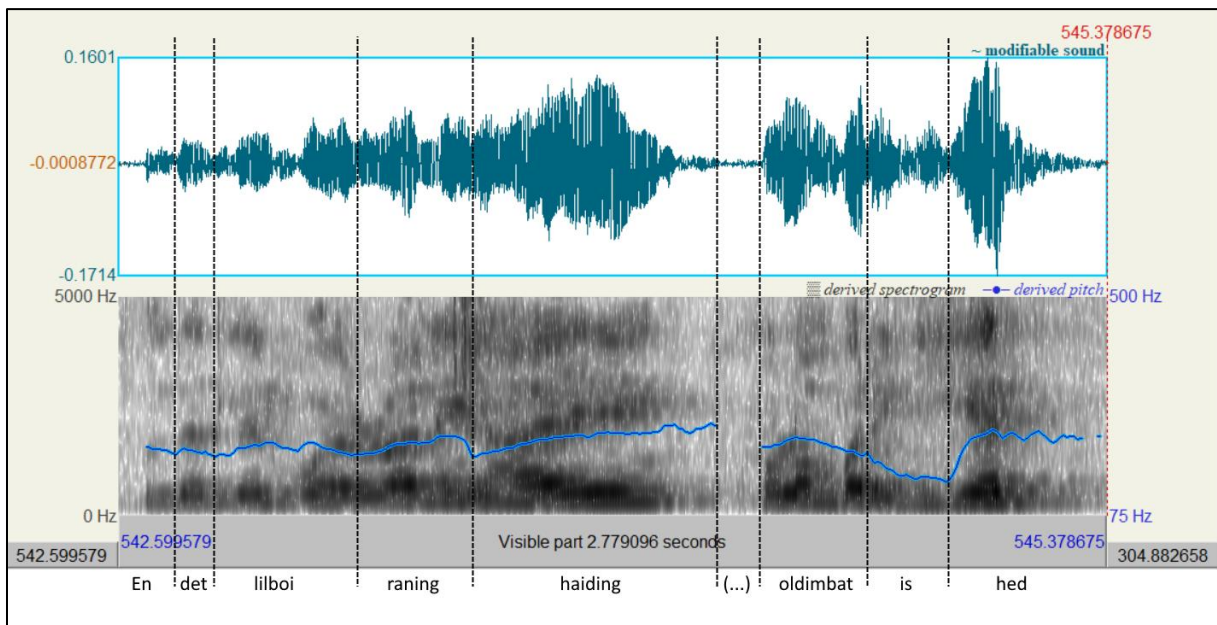 545.378675
~ modifiable sound
0.1601
-0.0008772
-0.1714
5000 Hz
derived spectrogram derived pitch
500 Hz
0 Hz
75 Hz
542.599579
542.599579
Visible part 2.779096 seconds
545.378675
304.882658
En det lilboi raning haiding (...) oldimbat is hed